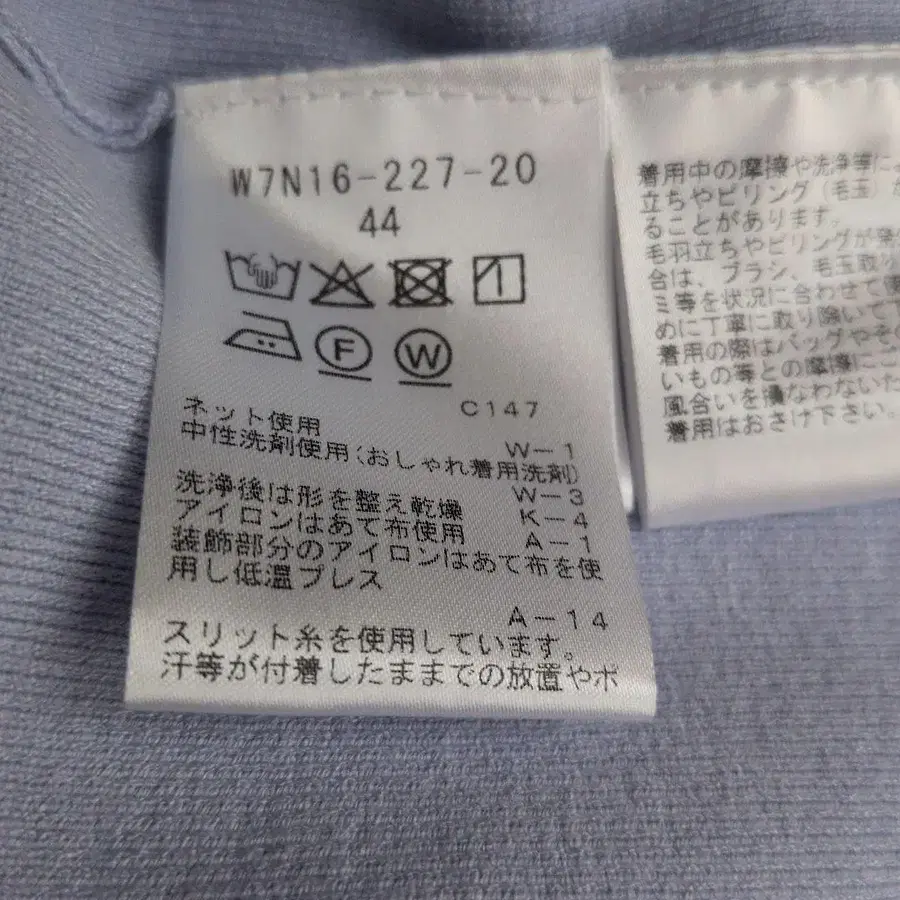 W7N16-227-20
44
F W
C147
ネット使用
W-1
中性洗剤使用(おしゃれ着用洗剤)
W-3
洗浄後は形を整え乾燥
K-4
アイロンはあて布使用
A-1
装飾部分のアイロンはあて布を使
用し低温プレス
A-14
スリット糸を使用しています。
汗等が付着したままでの放置やポ
着用中の摩擦や洗浄等によ
立ちやピリング(毛玉)が
ることがあります。
毛羽立ちやピリングが発
合は、ブラシ、毛玉取り
ミ等を状況に合わせて使
めに丁寧に取り除いて
着用の際はバッグやその
いもの等との摩擦にご
風合いを損なわないた
着用はおさけ下さい。